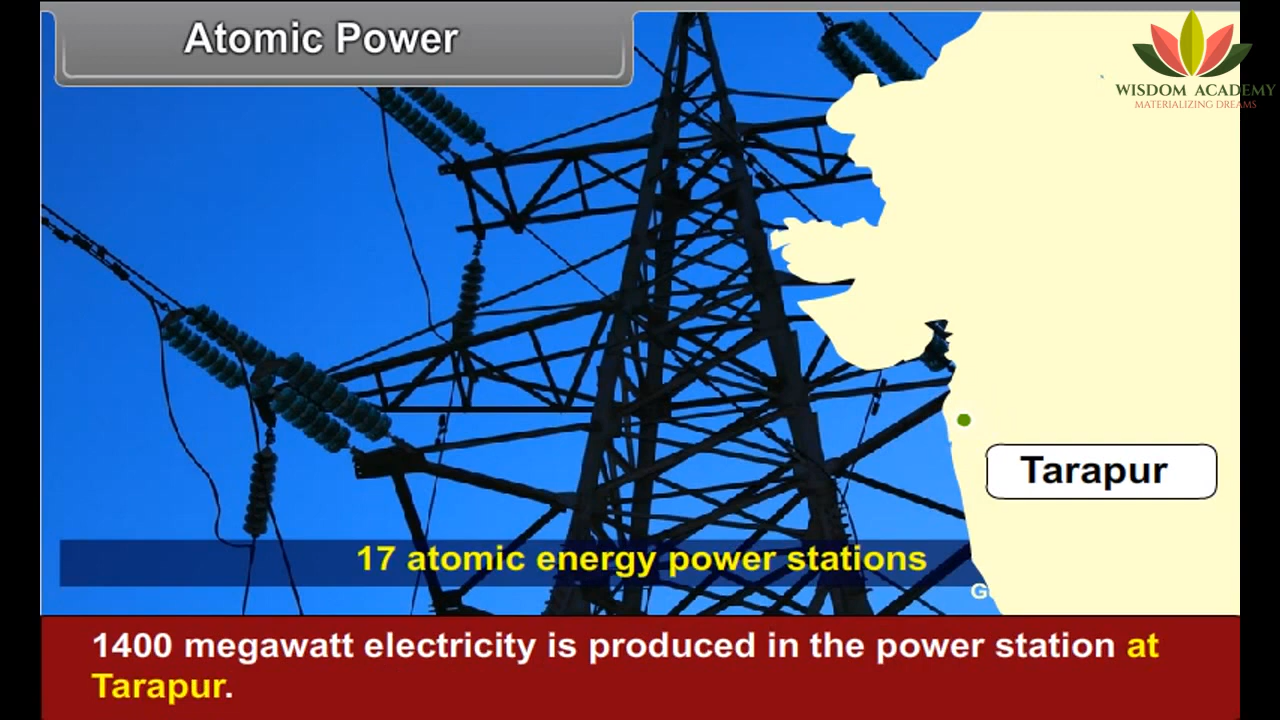 Atomic Power
WISDOM ACADEMY
MATERIALIZING DREAMS
Tarapur
17 atomic energy power stations
1400 megawatt electricity is produced in the power station at
Tarapur.